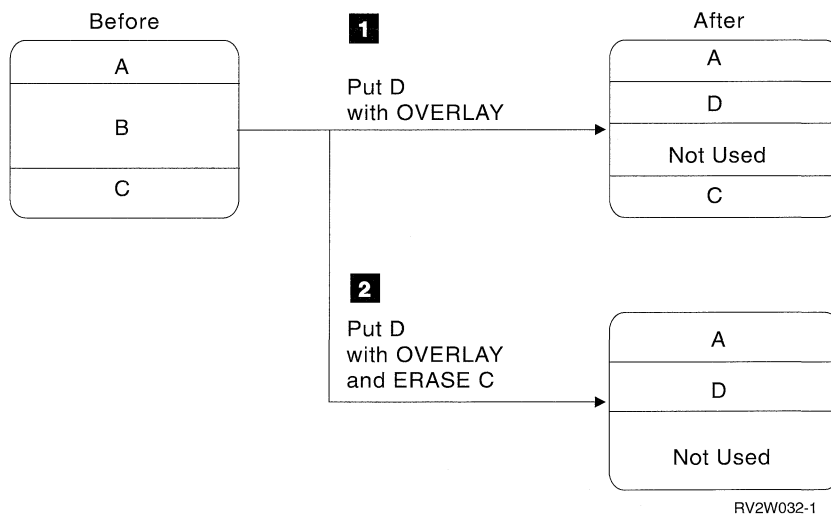 Before
A
B
C
1
Put D
with OVERLAY
After
A
D
Not Used
C
2
Put D
with OVERLAY
and ERASE C
A
D
Not Used
RV2W032-1